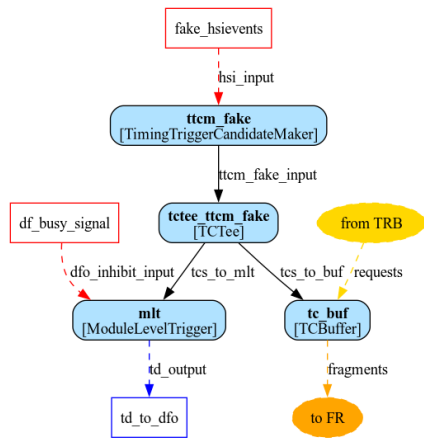 fake_hsievents
hsi_input
ttcm_fake
[TimingTriggerCandidateMaker]
ttcm_fake_input
df_busy_signal
tctee_ttcm_fake
[TCTee]
from TRB
dfo_inhibit_input
tcs_to_mlt
tcs_to_buf
requests
mlt
[ModuleLevelTrigger]
tc_buf
[TCBuffer]
td_output
fragments
td_to_dfo
to FR